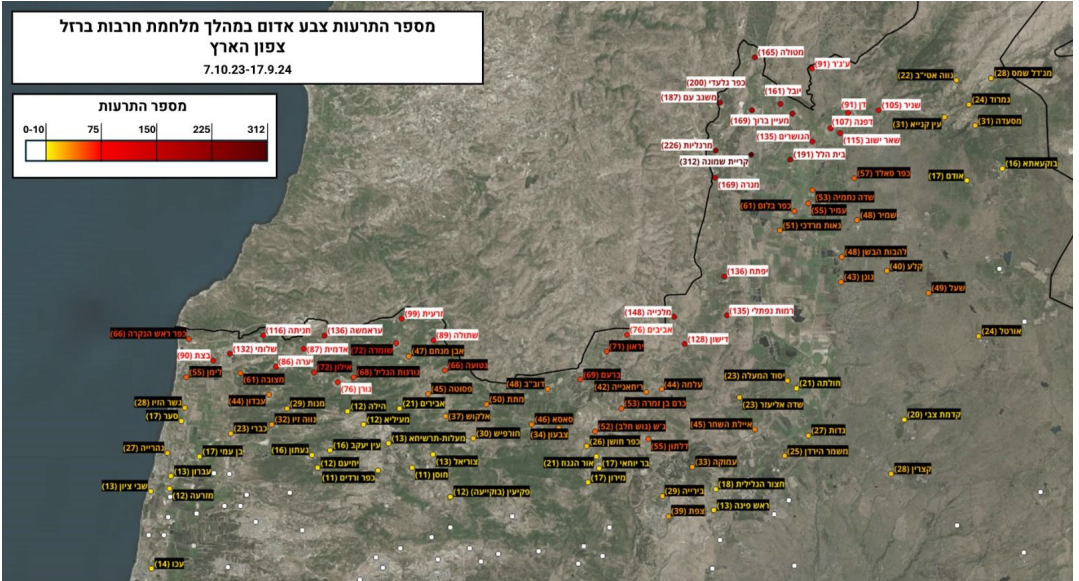 מספר התרעות צבע אדום במהלך מלחמת חרבות ברזל
צפון הארץ
7.10.23-17.9.24
מספר התרעות
0-10 75 150 225 312
מטולה (165)
ע'ג'ר (91)
מג'דל שמס (28)
נווה אטי"ב (22)
כפר גלעדי (200)
יובל (161)
משגב עם (187)
דן (91)
שניר (105)
נמרוד (24)
מעיין ברוך (169)
דפנה (107)
עין קנייא (31)
מסעדה (31)
הגושרים (135)
שאר ישוב (115)
מרגליות (226)
קריית שמונה (312)
בית הלל (191)
בוקעאתא (16)
כפר סאלד (57)
אודם (17)
מנרה (169)
שדה נחמיה (53)
כפר בלום (61)
עמיר (55)
שמיר (48)
נאות מרדכי (51)
להבות הבשן (48)
קלע (40)
גונן (43)
יפתח (136)
שעל (49)
זרעית (99)
מלכייה (148)
רמות נפתלי (135)
כפר ראש הנקרה (66)
חניתה (116)
עראמשה (136)
שתולה (89)
אביבים (76)
דישון (128)
אורטל (24)
שלומי (132)
אדמית (87)
שומרה (72)
אבן מנחם (47)
יראון (71)
בצת (90)
יערה (86)
אילון (72)
גורנות הגליל (68)
נטועה (66)
לימן (55)
מצובה (61)
גורן (76)
דוב"ב (48)
ברעם (69)
ריחאנייה (42)
עלמה (44)
יסוד המעלה (23)
חולתה (21)
עבדון (44)
פסוטה (45)
מתת (50)
שדה אליעזר (23)
גשר הזיו (28)
מנות (29)
הילה (12)
אבירים (21)
כרם בן זמרה (53)
סער (17)
נווה זיו (32)
מעיליא (12)
אלקוש (37)
סאסא (46)
קדמת צבי (20)
כברי (23)
צבעון (34)
ג'ש (גוש חלב) (52)
איילת השחר (45)
גדות (27)
חורפיש (30)
מעלות-תרשיחא (13)
כפר חושן (26)
דלתון (55)
נהרייה (27)
בן עמי (17)
געתון (16)
עין יעקב (16)
משמר הירדן (25)
צוריאל (13)
אור הגנוז (21)
בר יוחאי (17)
עמוקה (33)
עברון (13)
יחיעם (12)
כפר ורדים (11)
חוסן (11)
מירון (17)
קצרין (28)
שבי ציון (13)
מזרעה (12)
פקיעין (בוקייעה) (12)
בירייה (29)
חצור הגלילית (18)
צפת (39)
ראש פינה (13)
עכו (14)